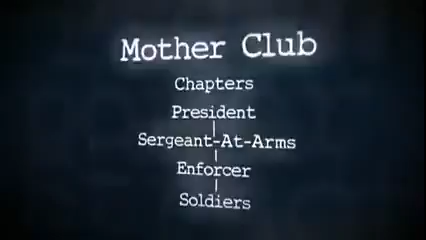 Mother Club
Chapters
President
Sergeant-At-Arms
Enforcer
Soldiers